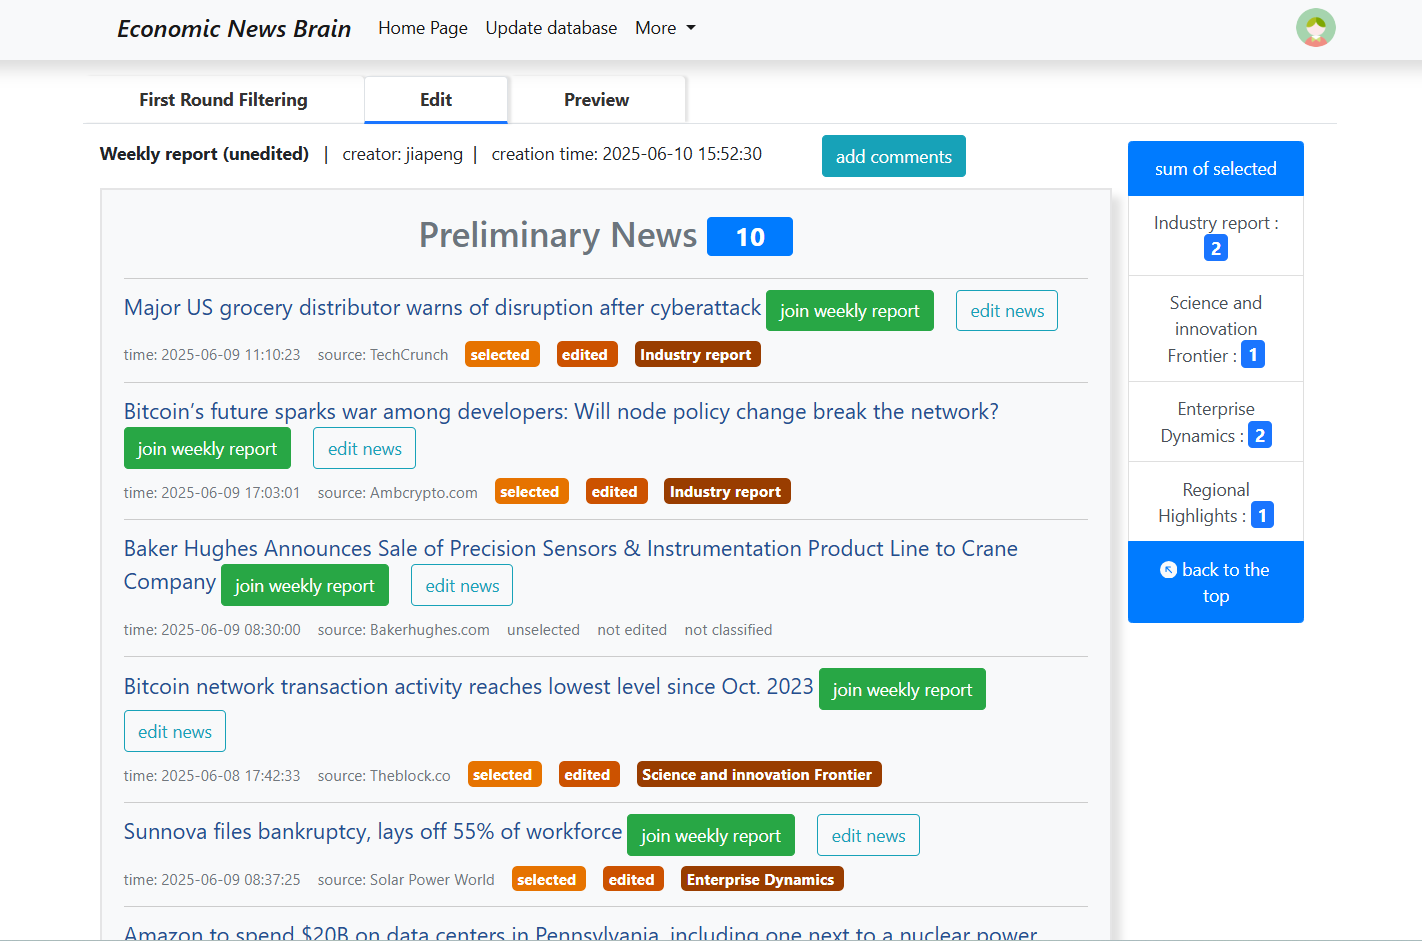 Economic News Brain Home Page Update database More
First Round Filtering Edit Preview
Weekly report (unedited) | creator: jiapeng | creation time: 2025-06-10 15:52:30 add comments
Preliminary News 10
Major US grocery distributor warns of disruption after cyberattack join weekly report edit news
time: 2025-06-09 11:10:23 source: TechCrunch selected edited Industry report
Bitcoin’s future sparks war among developers: Will node policy change break the network?
join weekly report edit news
time: 2025-06-09 17:03:01 source: Ambcrypto.com selected edited Industry report
Baker Hughes Announces Sale of Precision Sensors & Instrumentation Product Line to Crane
Company join weekly report edit news
time: 2025-06-09 08:30:00 source: Bakerhughes.com unselected not edited not classified
Bitcoin network transaction activity reaches lowest level since Oct. 2023 join weekly report
edit news
time: 2025-06-08 17:42:33 source: Theblock.co selected edited Science and innovation Frontier
Sunnova files bankruptcy, lays off 55% of workforce join weekly report edit news
time: 2025-06-09 08:37:25 source: Solar Power World selected edited Enterprise Dynamics
Amazon to spend $20B on data centers in Pennsylvania, including one next to a nuclear power
sum of selected
Industry report :
2
Science and
innovation
Frontier : 1
Enterprise
Dynamics : 2
Regional
Highlights : 1
back to the
top